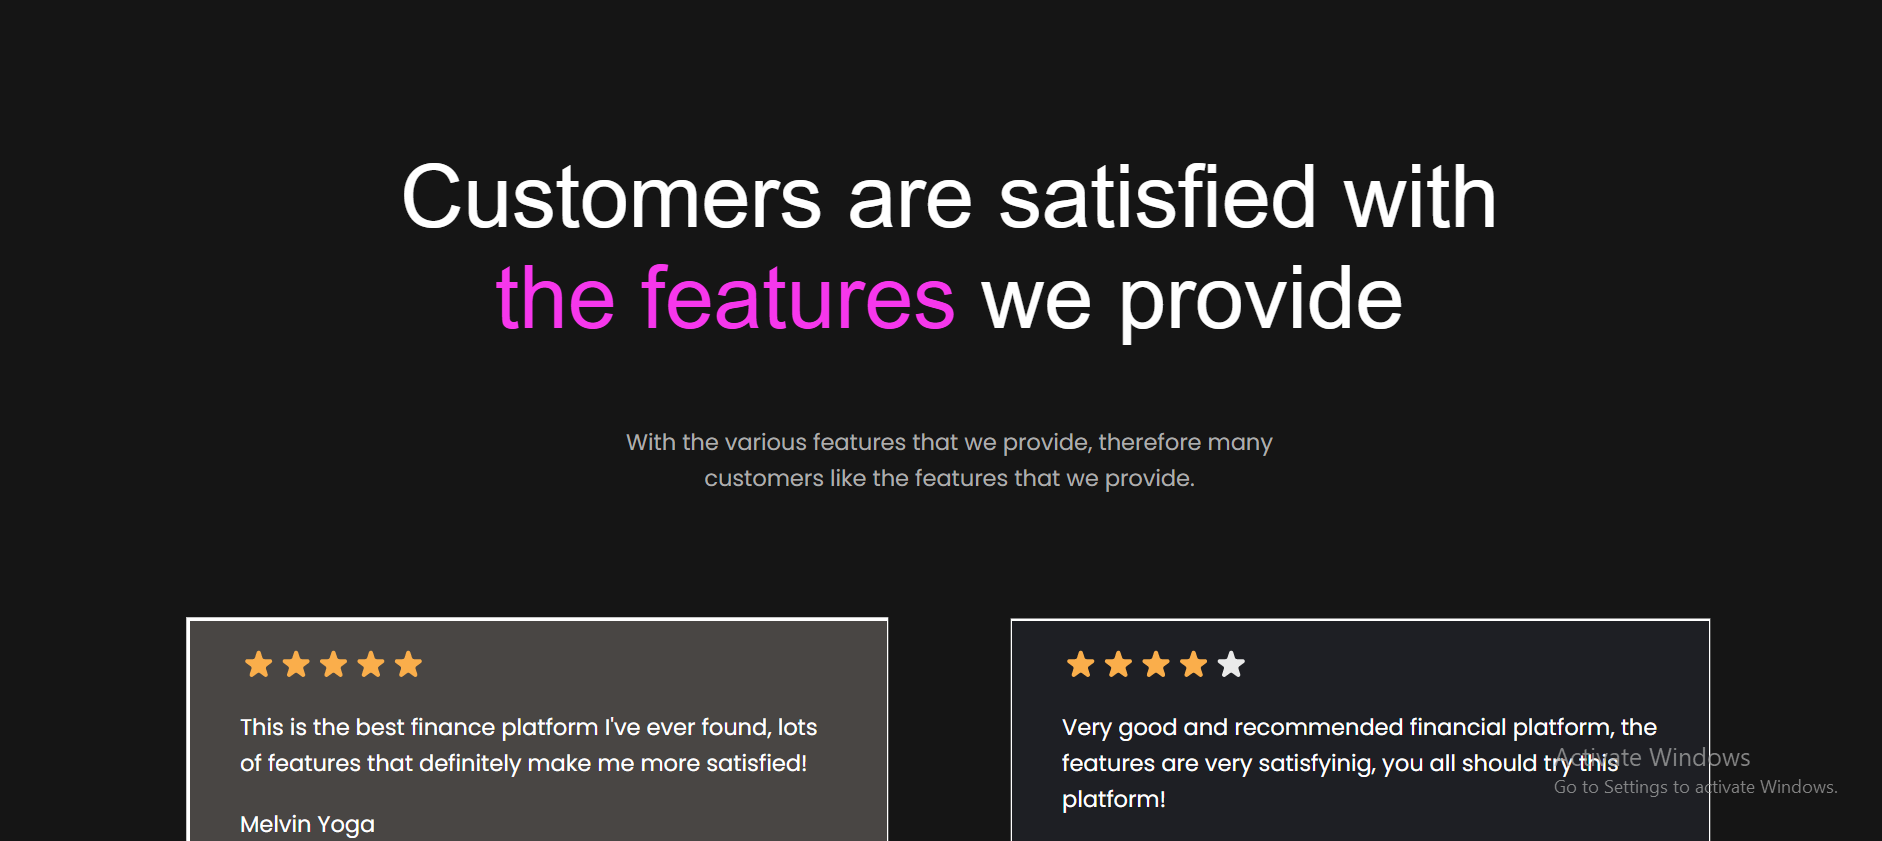 Customers are satisfied with
the features we provide
With the various features that we provide, therefore many
customers like the features that we provide.
This is the best finance platform I've ever found, lots
of features that definitely make me more satisfied!
Melvin Yoga
Very good and recommended financial platform, the
features are very satisfyinig, you all should try this
platform!
Activate Windows
Go to Settings to activate Windows.